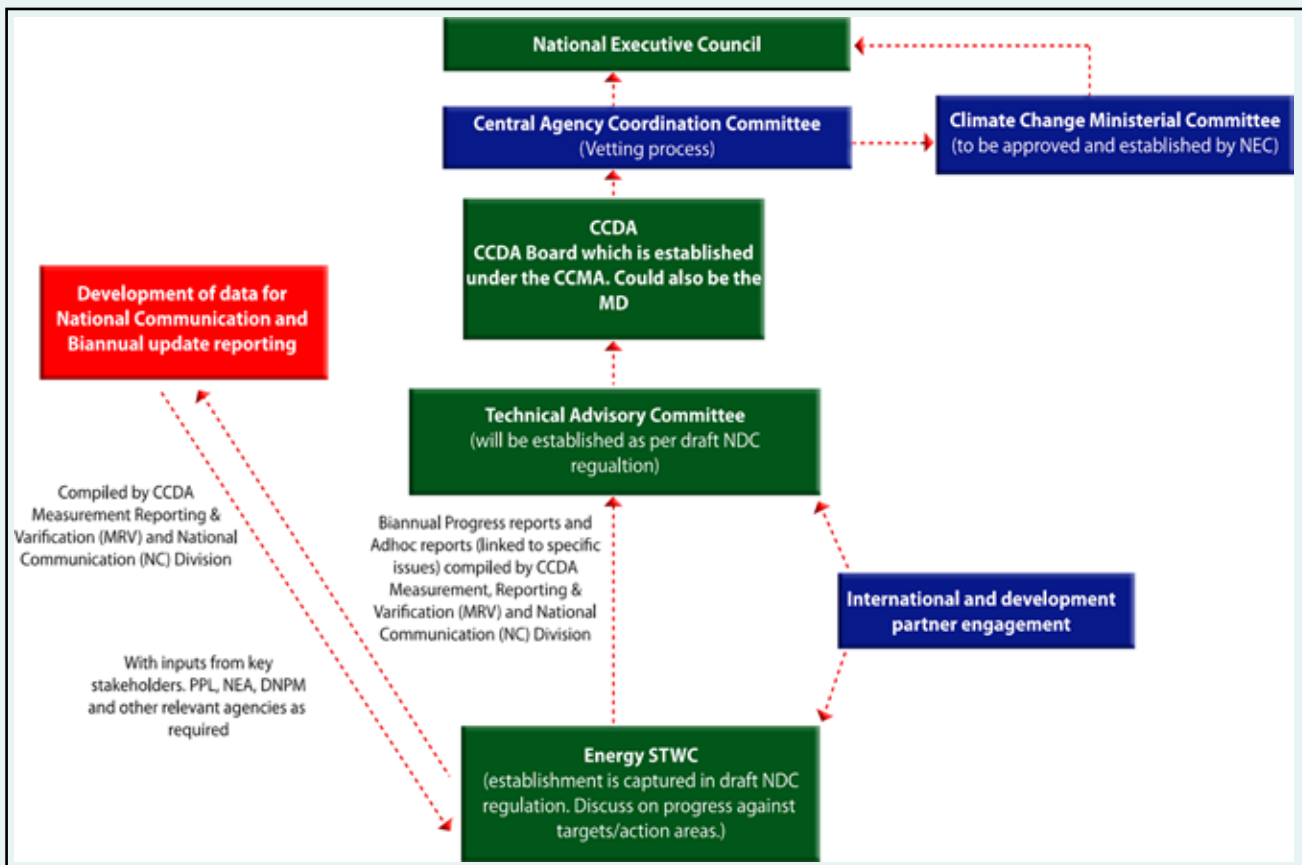 National Executive Council
Central Agency Coordination Committee
(Vetting process)
Climate Change Ministerial Committee
(to be approved and established by NEC)
CCDA
CCDA Board which is established
under the CCMA. Could also be the
MD
Development of data for
National Communication and
Biannual update reporting
Technical Advisory Committee
(will be established as per draft NDC
regualtion)
Compiled by CCDA
Measurement Reporting &
Varification (MRV) and National
Communication (NC) Division
Biannual Progress reports and
Adhoc reports (linked to specific
issues) compiled by CCDA
Measurement, Reporting &
Varification (MRV) and National
Communication (NC) Division
International and development
partner engagement
With inputs from key
stakeholders. PPL, NEA, DNPM
and other relevant agencies as
required
Energy STWC
(establishment is captured in draft NDC
regulation. Discuss on progress against
targets/action areas.)